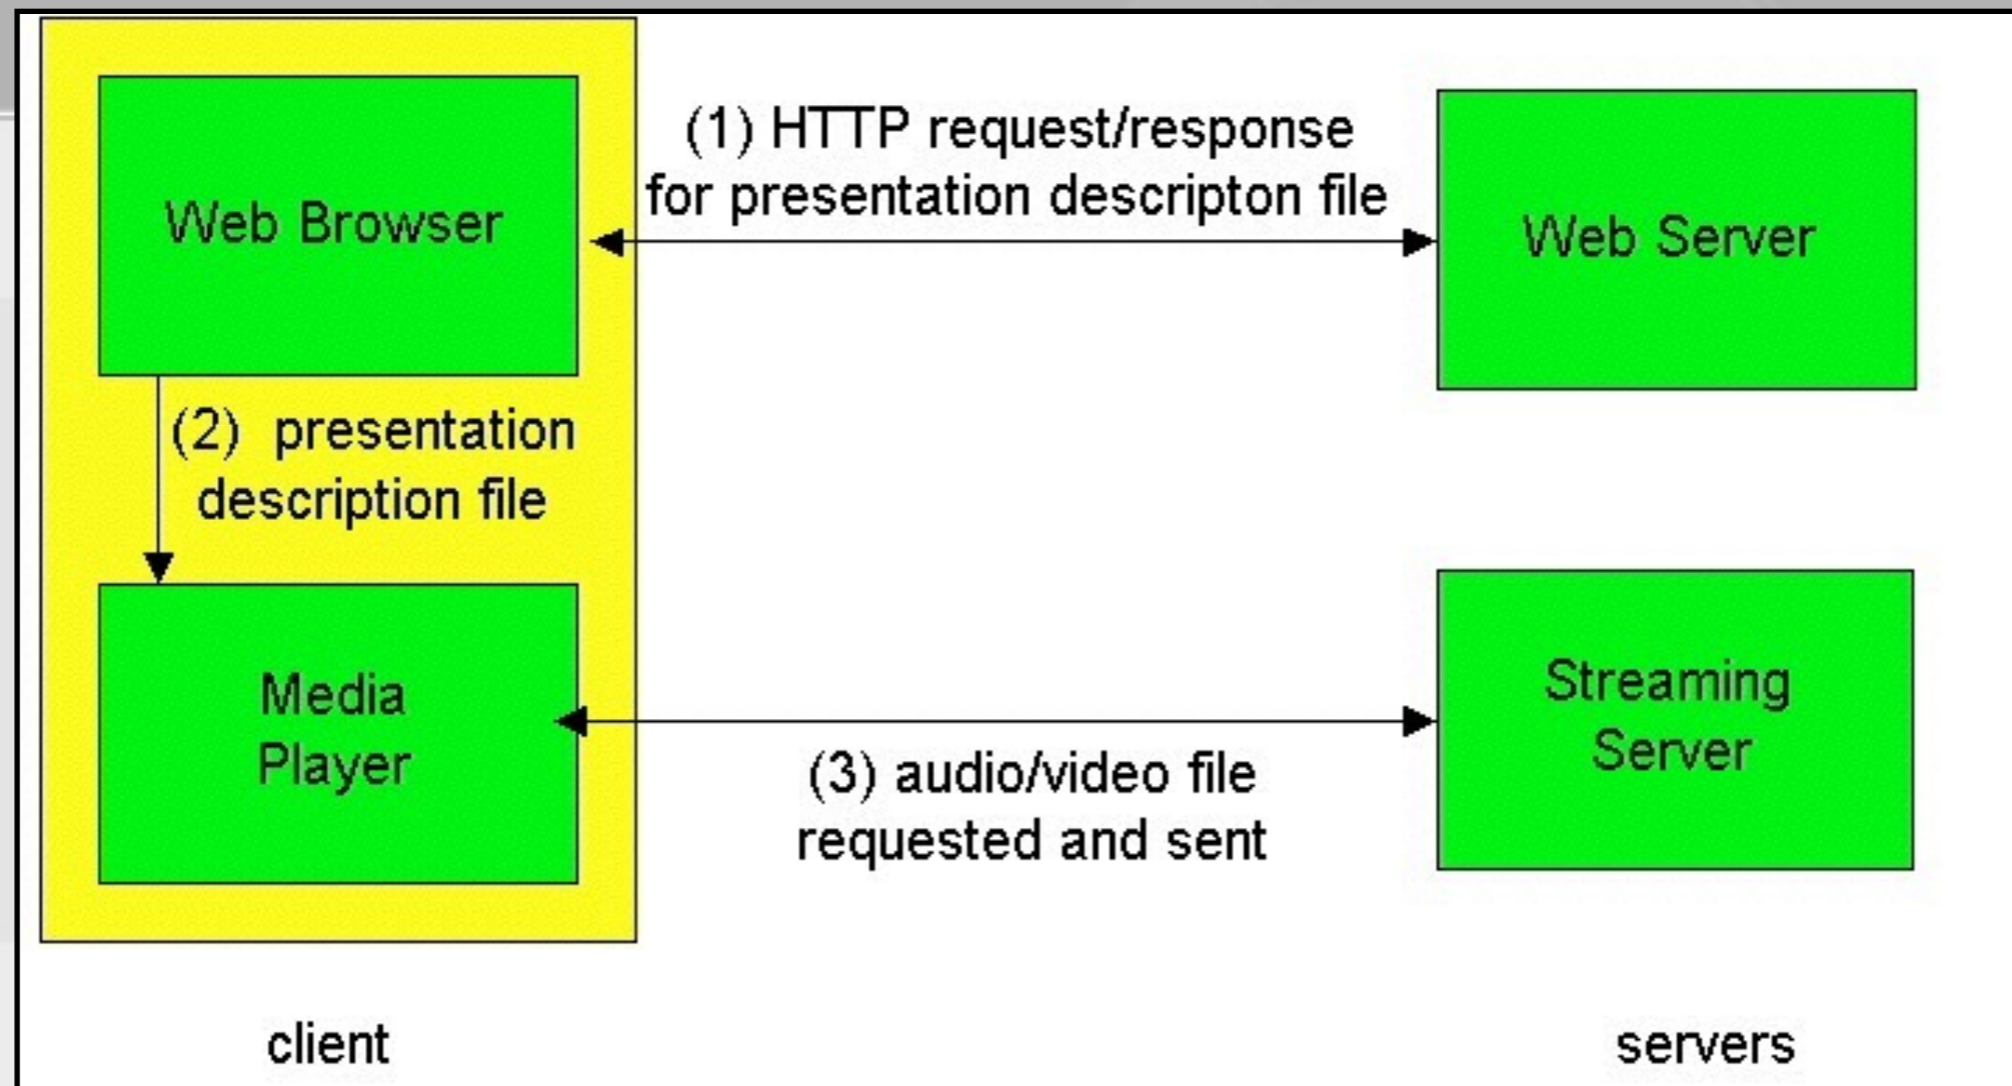 Web Browser
(1) HTTP request/response
for presentation descripton file
Web Server
(2) presentation
description file
Media
Player
(3) audio/video file
requested and sent
Streaming
Server
client
servers